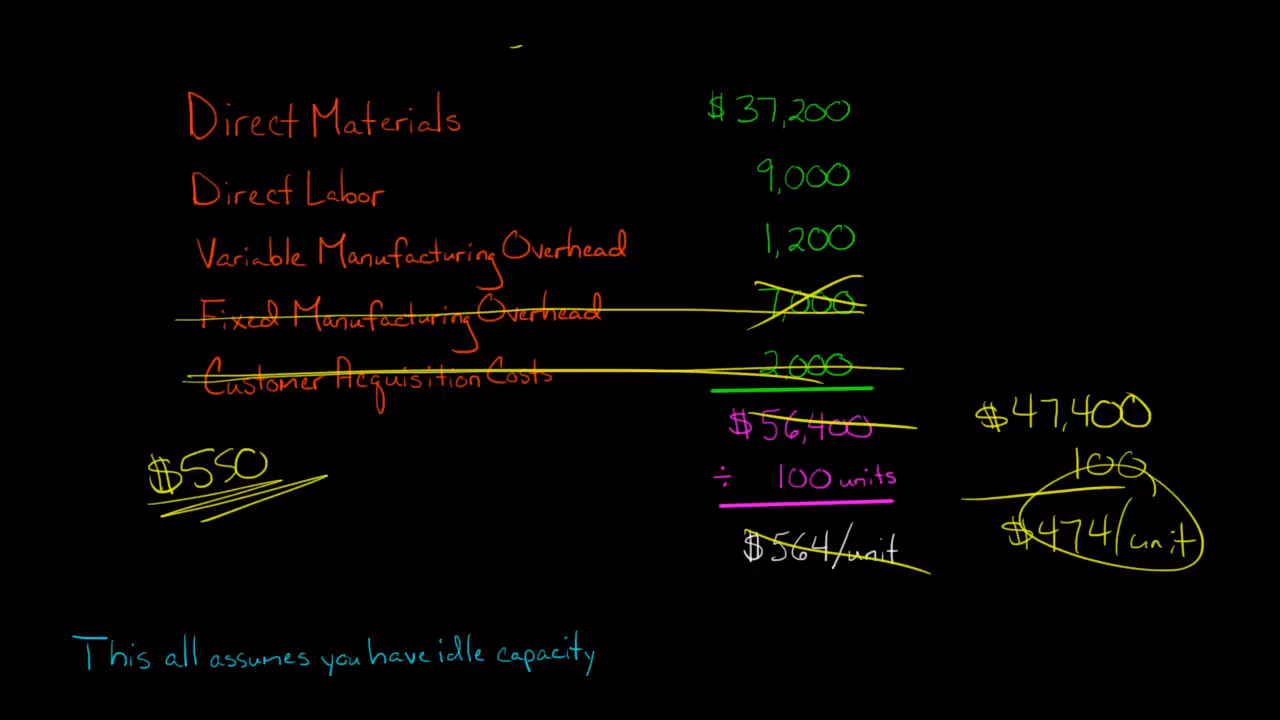 Direct Materials $37,200
Direct Labor 9,000
Variable Manufacturing Overhead 1,200
Fixed Manufacturing Overhead 7,000
Customer Acquisition Costs 2,000
$56,400 $47,400
$550 ÷ 100 units 100
$564/unit $474/unit
This all assumes you have idle capacity